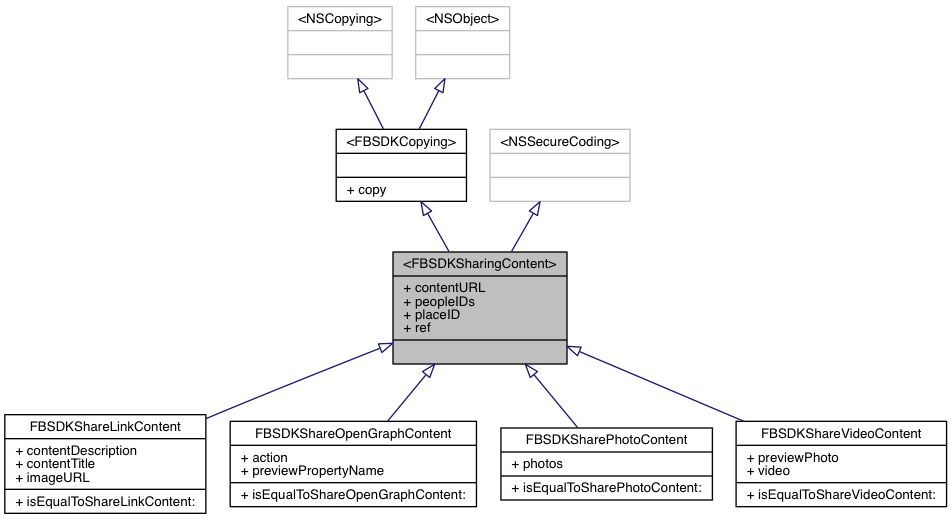 <NSCopying>
<NSObject>
<FBSDKCopying>
+ copy
<NSSecureCoding>
<FBSDKSharingContent>
+ contentURL
+ peopleIDs
+ placeID
+ ref
FBSDKShareLinkContent
+ contentDescription
+ contentTitle
+ imageURL
+ isEqualToShareLinkContent:
FBSDKShareOpenGraphContent
+ action
+ previewPropertyName
+ isEqualToShareOpenGraphContent:
FBSDKSharePhotoContent
+ photos
+ isEqualToSharePhotoContent:
FBSDKShareVideoContent
+ previewPhoto
+ video
+ isEqualToShareVideoContent: